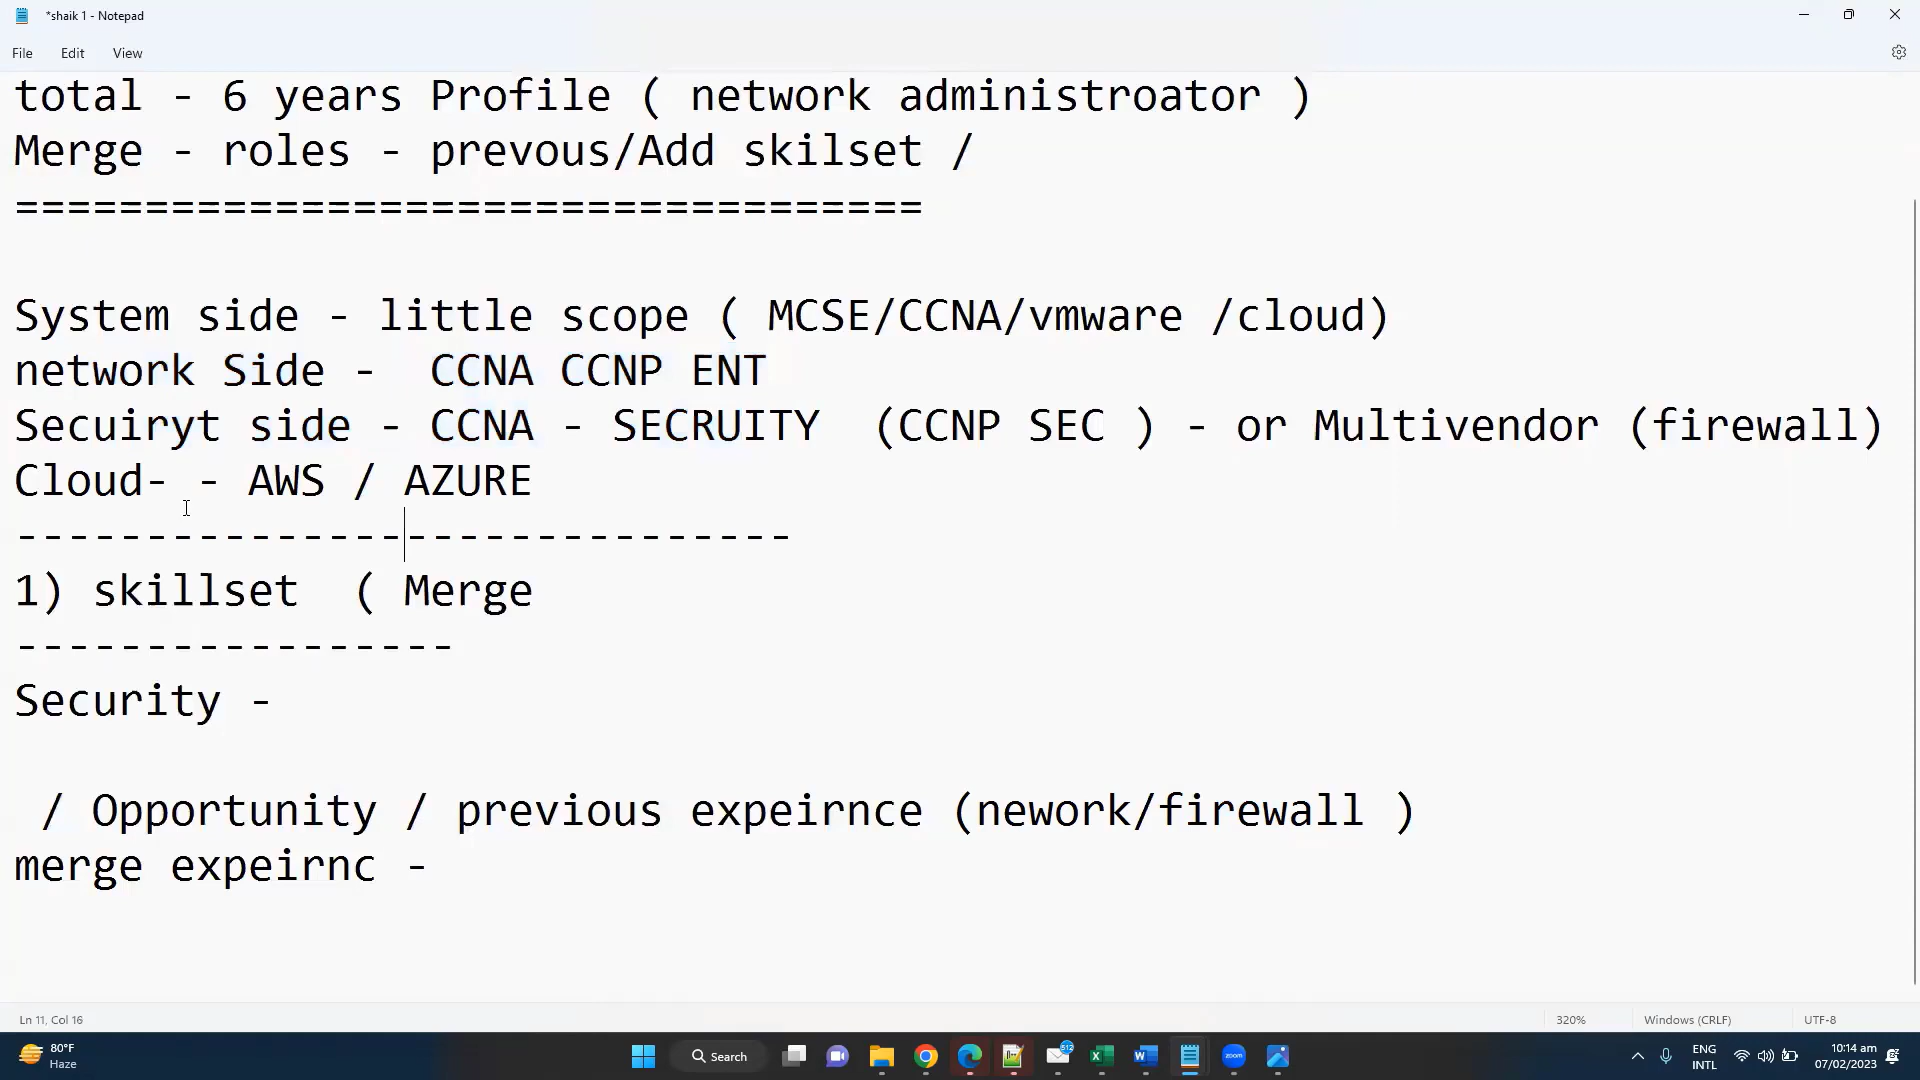 *shaik 1 - Notepad
File Edit View
total - 6 years Profile ( network administroator )
Merge - roles - prevous/Add skilset /
===================================
System side - little scope ( MCSE/CCNA/vmware /cloud)
network Side -  CCNA CCNP ENT
Secuiryt side - CCNA - SECRUITY  (CCNP SEC ) - or Multivendor (firewall)
Cloud- - AWS / AZURE
------------------------------
1) skillset  ( Merge
-----------------
Security -
/ Opportunity / previous expeirnce (nework/firewall )
merge expeirnc -
Ln 11, Col 16 320% Windows (CRLF) UTF-8
80°F
Haze
Search
512
zoom
ENG
INTL
10:14 am
07/02/2023